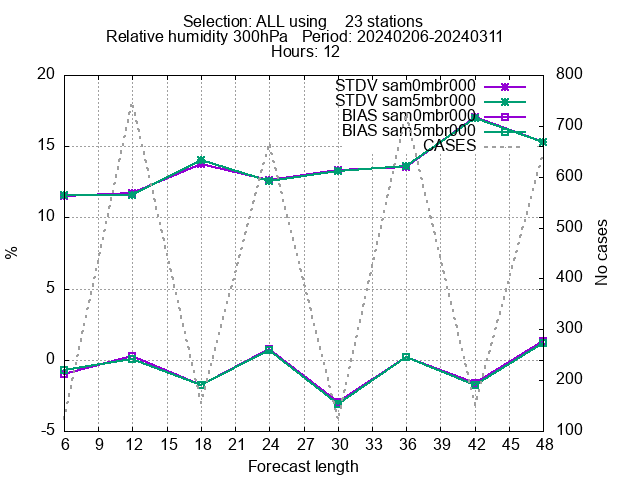 Selection: ALL using    23 stations
Relative humidity 300hPa   Period: 20240206-20240311
Hours: 12
STDV sam0mbr000
STDV sam5mbr000
BIAS sam0mbr000
BIAS sam5mbr000
CASES
20
15
10
5
0
-5
%
800
700
600
500
400
300
200
100
No cases
6 9 12 15 18 21 24 27 30 33 36 39 42 45 48
Forecast length